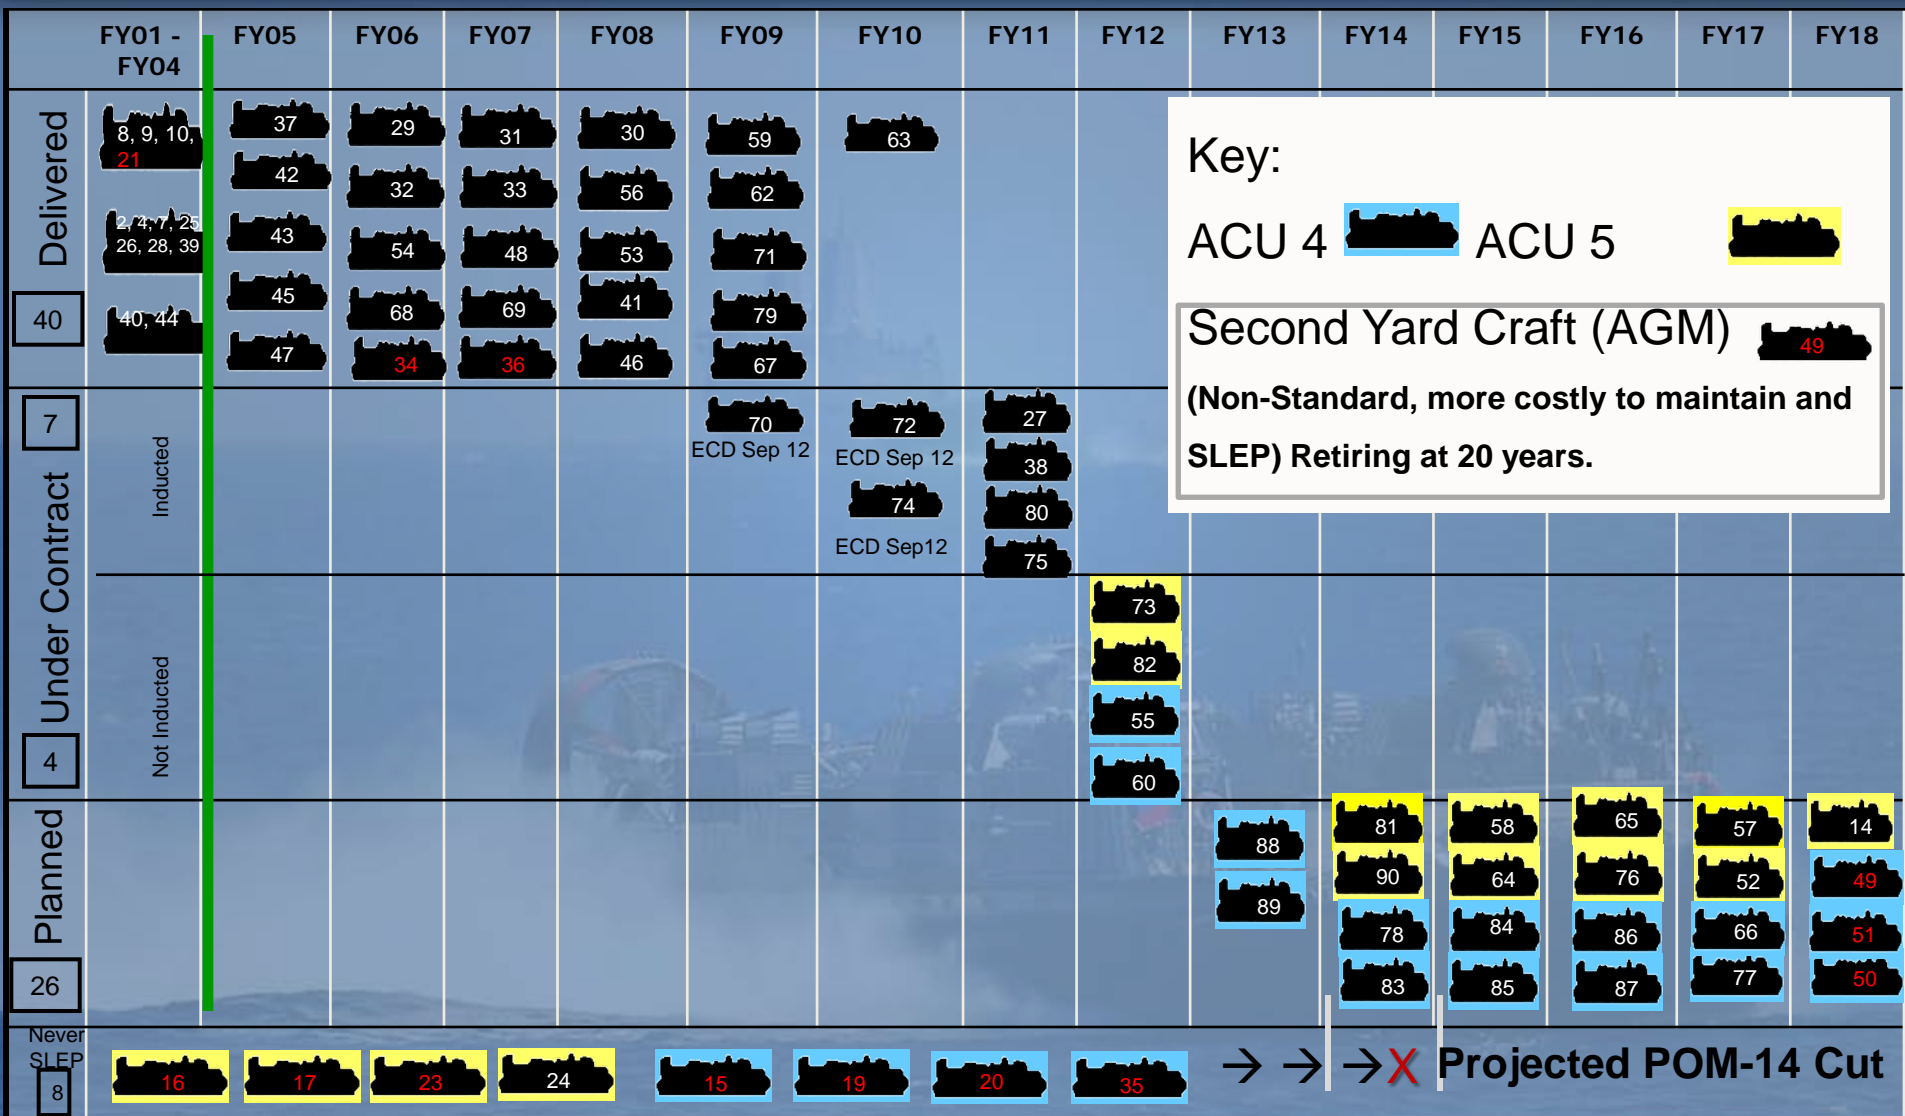 FY01 - FY04
FY05
FY06
FY07
FY08
FY09
FY10
FY11
FY12
FY13
FY14
FY15
FY16
FY17
FY18
Delivered
40
8, 9, 10,
21
2, 4, 7, 25
26, 28, 39
40, 44
37
42
43
45
47
29
32
54
68
34
31
33
48
69
36
30
56
53
41
46
59
62
71
79
67
63
Key:
ACU 4
ACU 5
Second Yard Craft (AGM)
49
(Non-Standard, more costly to maintain and
SLEP) Retiring at 20 years.
7
Under Contract
4
Inducted
70
ECD Sep 12
72
ECD Sep 12
74
ECD Sep12
27
38
80
75
Not Inducted
73
82
55
60
Planned
26
88
89
81
90
78
83
58
64
84
85
65
76
86
87
57
52
66
77
14
49
51
50
Never
SLEP
8
16
17
23
24
15
19
20
35
→ → → X Projected POM-14 Cut